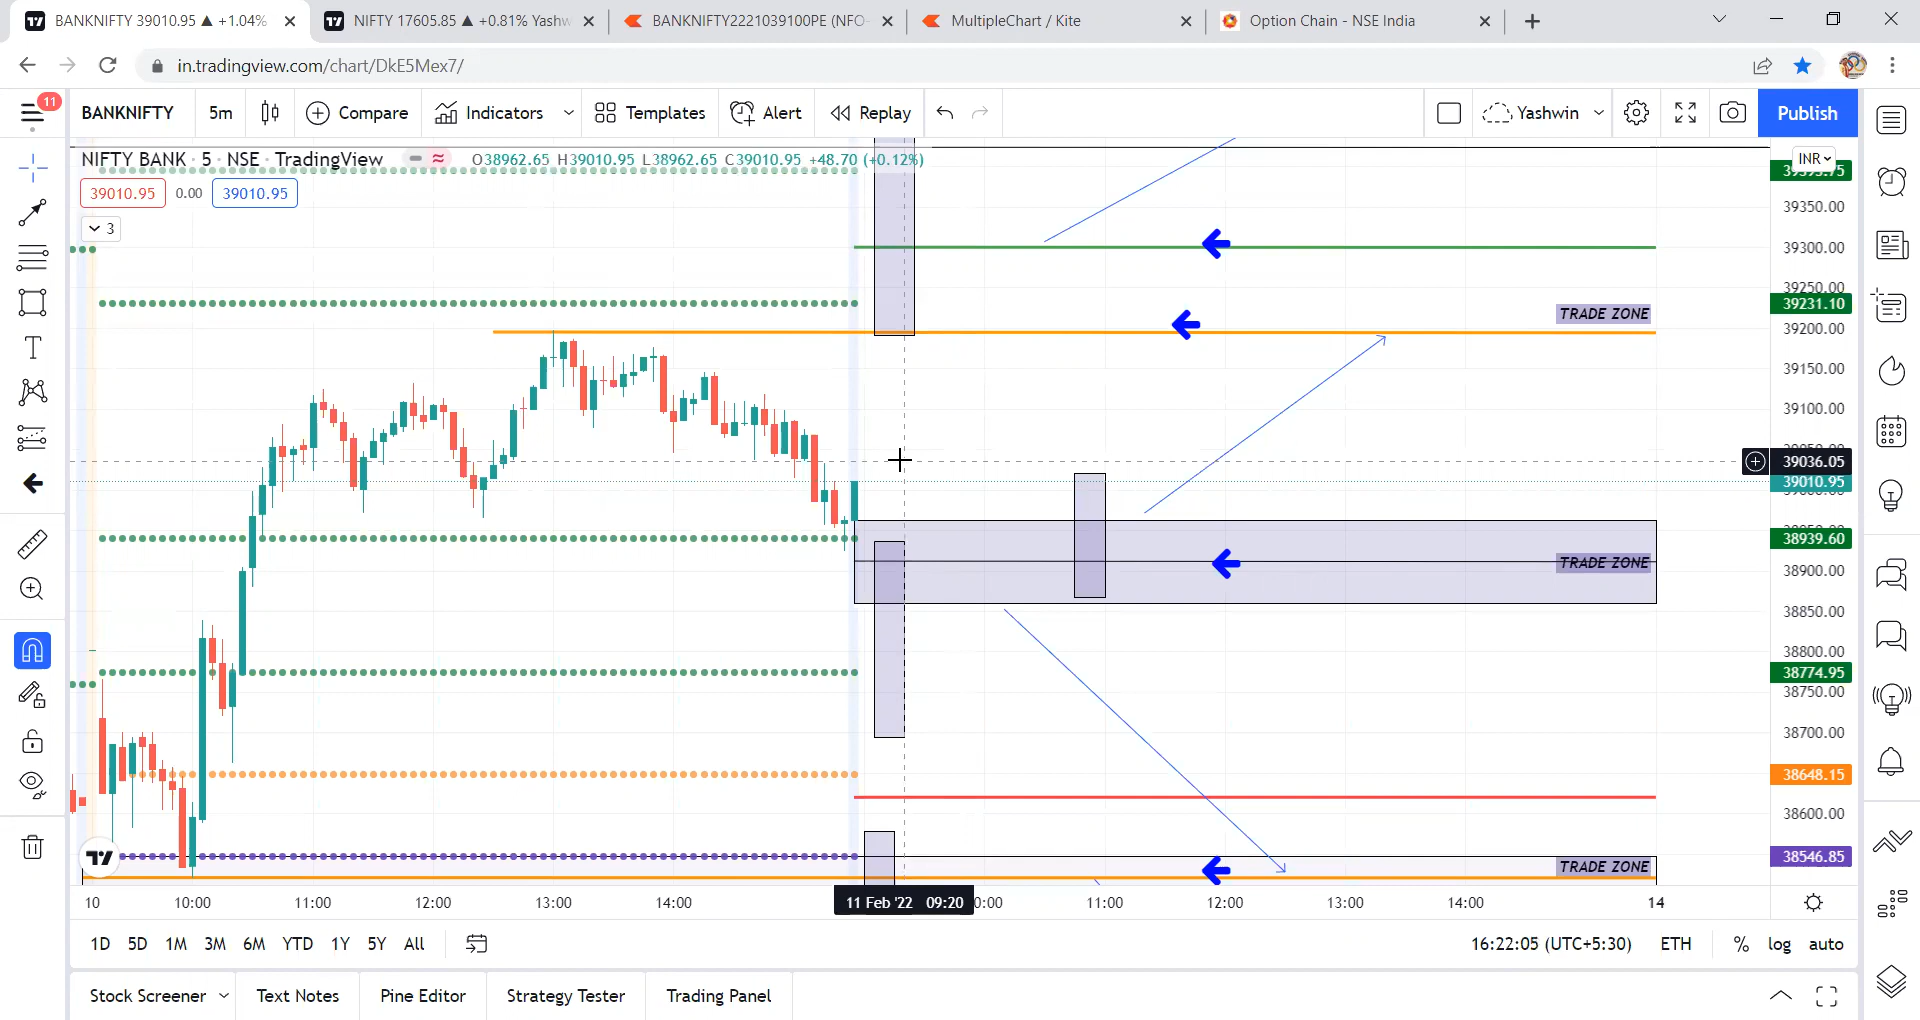 BANKNIFTY 39010.95 ▲ +1.04%
NIFTY 17605.85 ▲ +0.81% Yashw
BANKNIFTY2221039100PE (NFO-
MultipleChart / Kite
Option Chain - NSE India
in.tradingview.com/chart/DkE5Mex7/
11
BANKNIFTY
5m
Compare
Indicators
Templates
Alert
Replay
Yashwin
Publish
NIFTY BANK · 5 · NSE · TradingView
O38962.65 H39010.95 L38962.65 C39010.95 +48.70 (+0.12%)
INR
39010.95 0.00 39010.95
3
39350.00
39300.00
39250.00
39231.10
TRADE ZONE
39200.00
39150.00
39100.00
39036.05
39010.95
38939.60
TRADE ZONE
38900.00
38850.00
38800.00
38774.95
38750.00
38700.00
38648.15
38600.00
38546.85
TRADE ZONE
10 10:00 11:00 12:00 13:00 14:00 11 Feb '22 09:20 0:00 11:00 12:00 13:00 14:00 14
1D 5D 1M 3M 6M YTD 1Y 5Y All
16:22:05 (UTC+5:30) ETH % log auto
Stock Screener Text Notes Pine Editor Strategy Tester Trading Panel